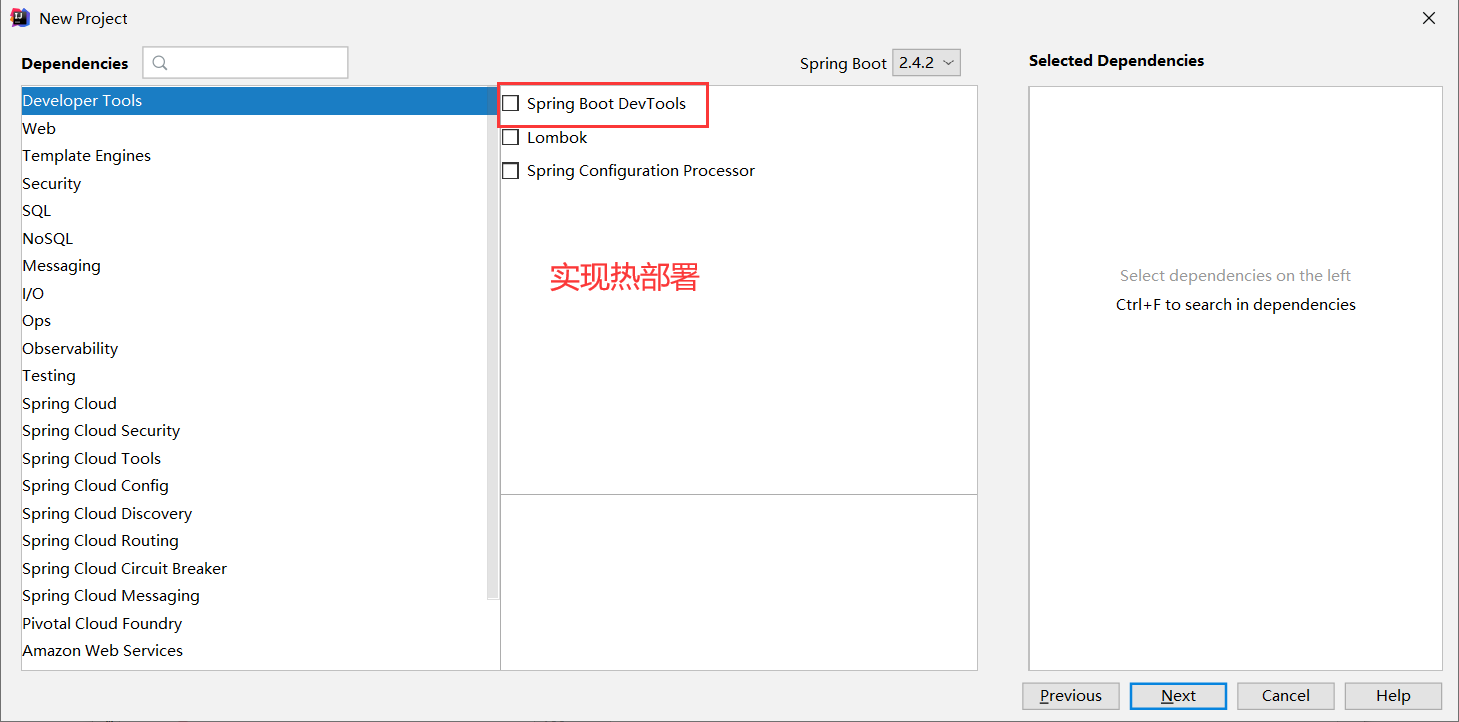 New Project
Dependencies
Spring Boot 2.4.2
Selected Dependencies
Developer Tools
Web
Template Engines
Security
SQL
NoSQL
Messaging
I/O
Ops
Observability
Testing
Spring Cloud
Spring Cloud Security
Spring Cloud Tools
Spring Cloud Config
Spring Cloud Discovery
Spring Cloud Routing
Spring Cloud Circuit Breaker
Spring Cloud Messaging
Pivotal Cloud Foundry
Amazon Web Services
Spring Boot DevTools
Lombok
Spring Configuration Processor
实现热部署
Select dependencies on the left
Ctrl+F to search in dependencies
Previous
Next
Cancel
Help